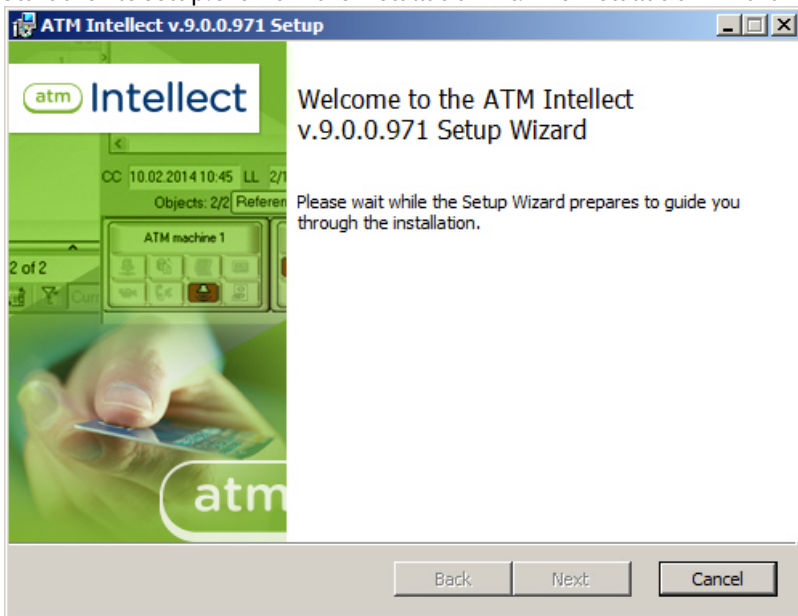 ATM Intellect v.9.0.0.971 Setup
atm Intellect
Welcome to the ATM Intellect
v.9.0.0.971 Setup Wizard
CC 10.02.2014 10:45 LL
Objects: 2/2
Please wait while the Setup Wizard prepares to guide you
through the installation.
ATM machine 1
2 of 2
atm
Back
Next
Cancel